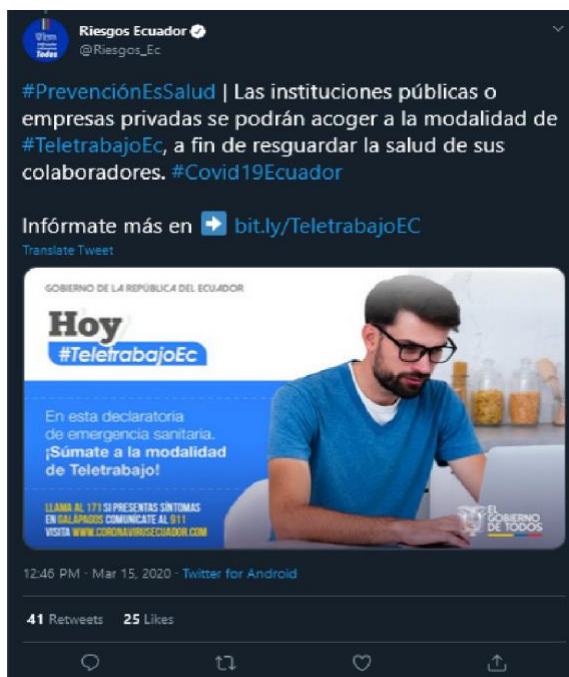 Riesgos Ecuador
@Riesgos_Ec
#PrevenciónEsSalud | Las instituciones públicas o
empresas privadas se podrán acoger a la modalidad de
#TeletrabajoEc, a fin de resguardar la salud de sus
colaboradores. #Covid19Ecuador
Infórmate más en ➡️ bit.ly/TeletrabajoEC
Translate Tweet
GOBIERNO DE LA REPÚBLICA DEL ECUADOR
Hoy
#TeletrabajoEc
En esta declaratoria
de emergencia sanitaria.
¡Súmate a la modalidad
de Teletrabajo!
LLAMA AL 171 SI PRESENTAS SÍNTOMAS
EN GALÁPAGOS COMUNÍCATE AL 911
VISITA WWW.CORONAVIRUSECUADOR.COM
EL
GOBIERNO
DE TODOS
12:46 PM · Mar 15, 2020 · Twitter for Android
41 Retweets 25 Likes